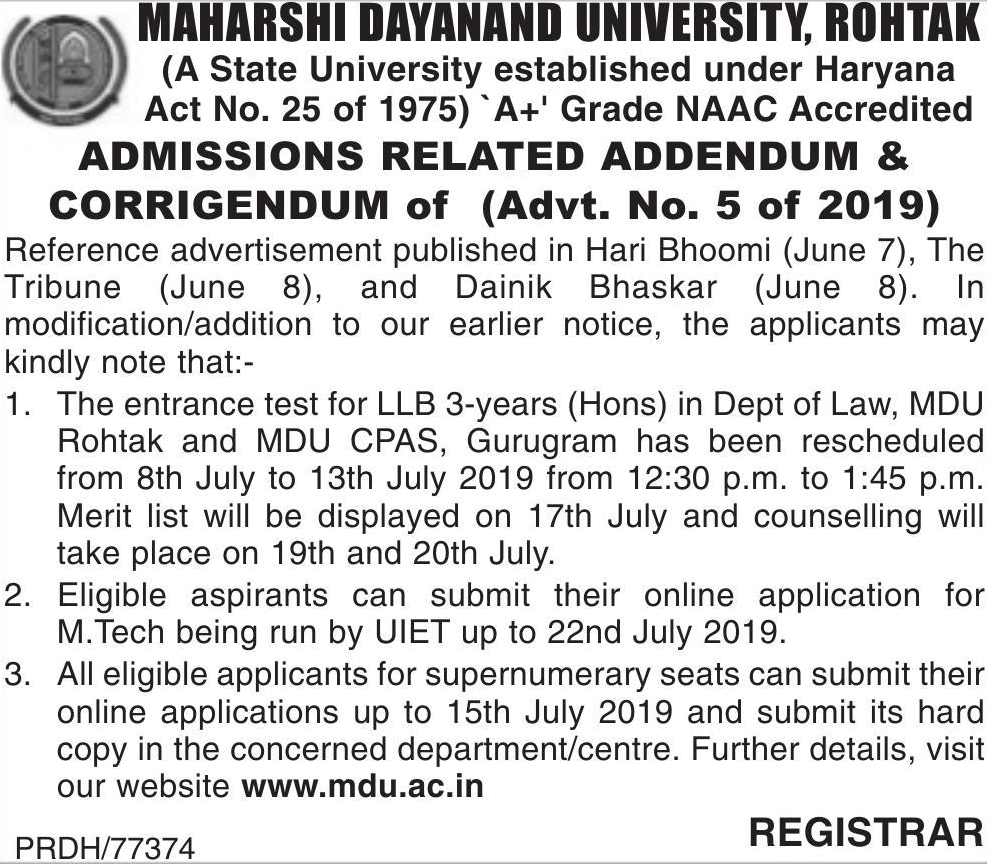 MAHARSHI DAYANAND UNIVERSITY, ROHTAK
(A State University established under Haryana
Act No. 25 of 1975) `A+' Grade NAAC Accredited
ADMISSIONS RELATED ADDENDUM &
CORRIGENDUM of (Advt. No. 5 of 2019)
Reference advertisement published in Hari Bhoomi (June 7), The
Tribune (June 8), and Dainik Bhaskar (June 8). In
modification/addition to our earlier notice, the applicants may
kindly note that:-
1. The entrance test for LLB 3-years (Hons) in Dept of Law, MDU
Rohtak and MDU CPAS, Gurugram has been rescheduled
from 8th July to 13th July 2019 from 12:30 p.m. to 1:45 p.m.
Merit list will be displayed on 17th July and counselling will
take place on 19th and 20th July.
2. Eligible aspirants can submit their online application for
M.Tech being run by UIET up to 22nd July 2019.
3. All eligible applicants for supernumerary seats can submit their
online applications up to 15th July 2019 and submit its hard
copy in the concerned department/centre. Further details, visit
our website www.mdu.ac.in
REGISTRAR
PRDH/77374